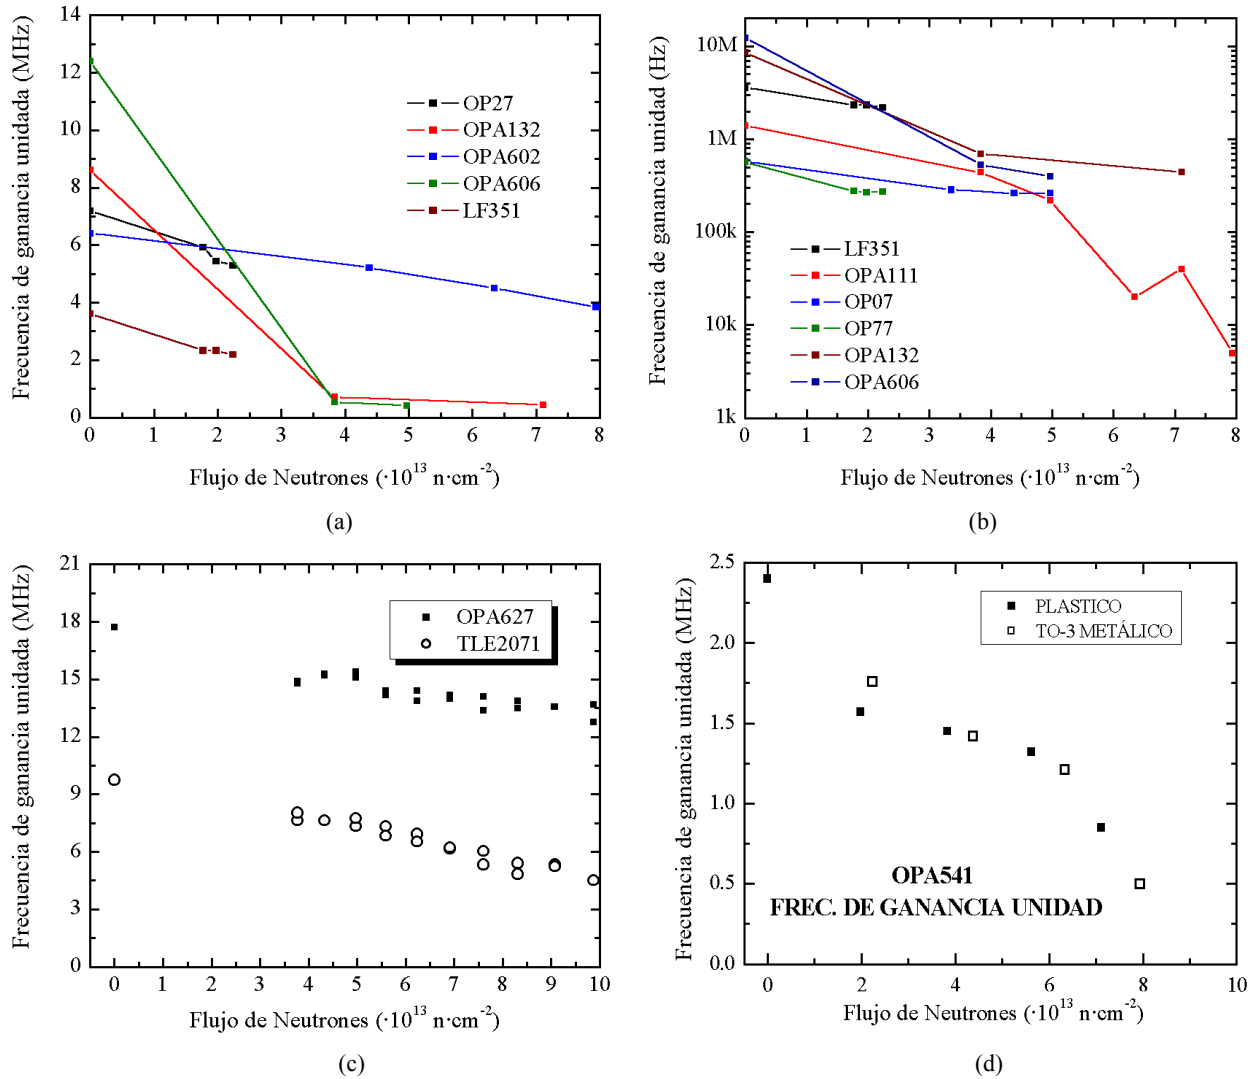 Frecuencia de ganancia unidada (MHz)
14
12
10
8
6
4
2
0
OP27
OPA132
OPA602
OPA606
LF351
0 1 2 3 4 5 6 7 8
Flujo de Neutrones (·10¹³ n·cm⁻²)
(a)
Frecuencia de ganancia unidad (Hz)
10M
1M
100k
10k
1k
LF351
OPA111
OP07
OP77
OPA132
OPA606
0 2 4 6 8
Flujo de Neutrones (·10¹³ n·cm⁻²)
(b)
Frecuencia de ganancia unidada (MHz)
21
18
15
12
9
6
3
0
OPA627
TLE2071
0 1 2 3 4 5 6 7 8 9 10
Flujo de Neutrones (·10¹³ n·cm⁻²)
(c)
Frecuencia de ganancia unidada (MHz)
2.5
2.0
1.5
1.0
0.5
0.0
PLASTICO
TO-3 METÁLICO
OPA541
FREC. DE GANANCIA UNIDAD
0 2 4 6 8 10
Flujo de Neutrones (·10¹³ n·cm⁻²)
(d)